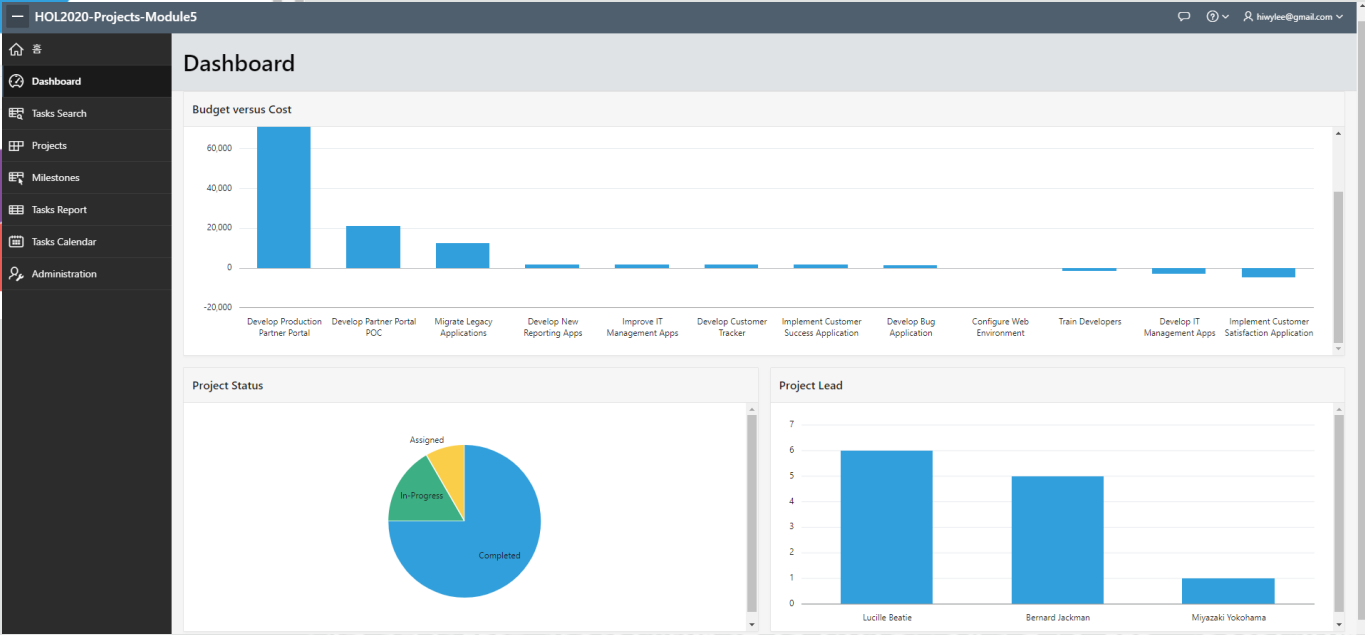 HOL2020-Projects-Module5
hiwylee@gmail.com
홈
Dashboard
Tasks Search
Projects
Milestones
Tasks Report
Tasks Calendar
Administration
Dashboard
Budget versus Cost
60,000
40,000
20,000
0
-20,000
Develop Production
Partner Portal
Develop Partner Portal
POC
Migrate Legacy
Applications
Develop New
Reporting Apps
Improve IT
Management Apps
Develop Customer
Tracker
Implement Customer
Success Application
Develop Bug
Application
Configure Web
Environment
Train Developers
Develop IT
Management Apps
Implement Customer
Satisfaction Application
Project Status
Assigned
In-Progress
Completed
Project Lead
7
6
5
4
3
2
1
0
Lucille Beatie
Bernard Jackman
Miyazaki Yokohama